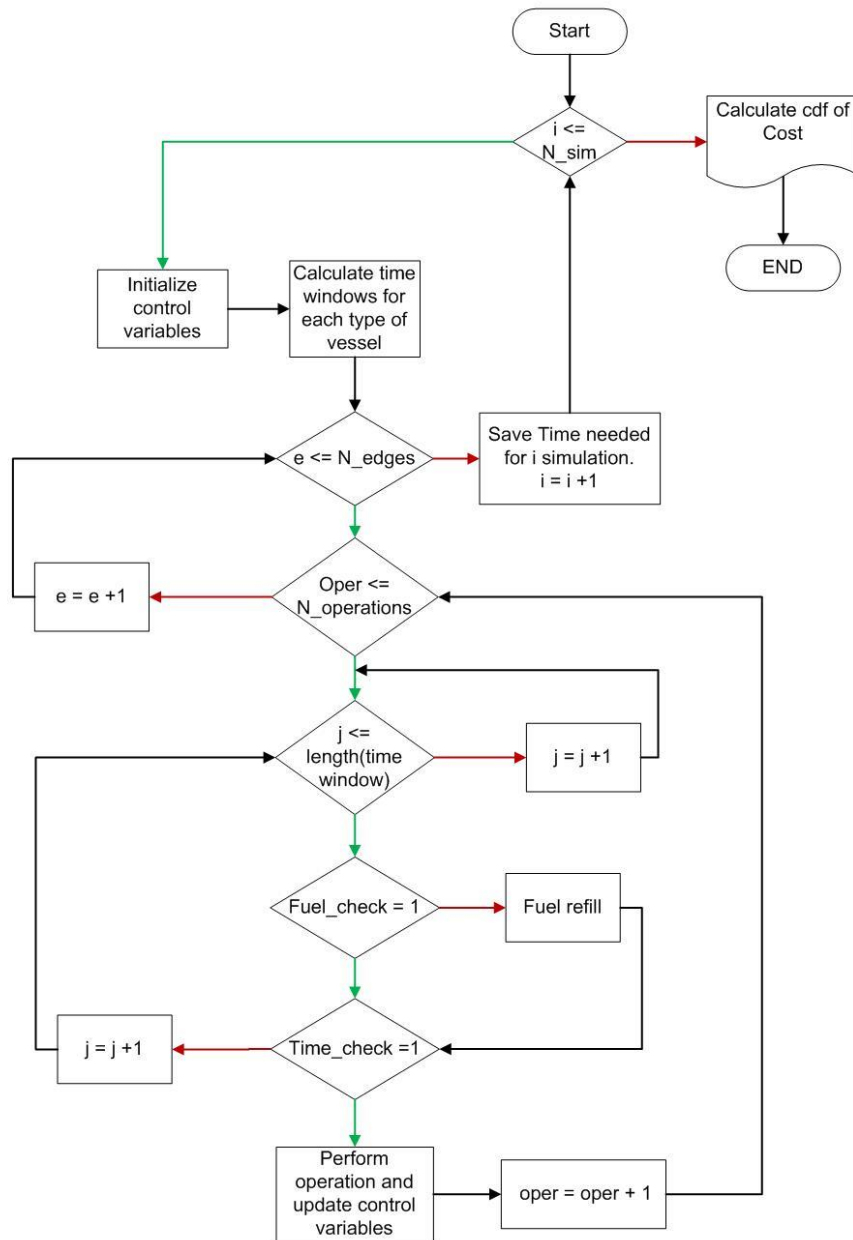 Start
i <=
N_sim
Calculate cdf of
Cost
END
Initialize
control
variables
Calculate time
windows for
each type of
vessel
e <= N_edges
Save Time needed
for i simulation.
i = i +1
Oper <=
N_operations
e = e +1
j <=
length(time
window)
j = j +1
Fuel_check = 1
Fuel refill
Time_check =1
j = j +1
Perform
operation and
update control
variables
oper = oper + 1